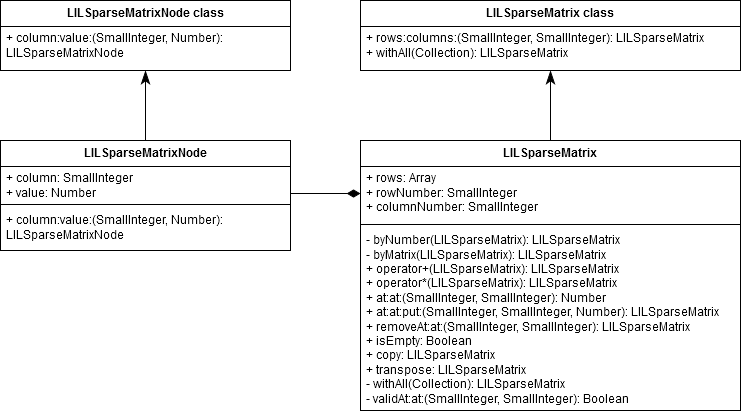 LILSparseMatrixNode class
+ column:value:(SmallInteger, Number):
LILSparseMatrixNode
LILSparseMatrix class
+ rows:columns:(SmallInteger, SmallInteger): LILSparseMatrix
+ withAll(Collection): LILSparseMatrix
LILSparseMatrixNode
+ column: SmallInteger
+ value: Number
+ column:value:(SmallInteger, Number):
LILSparseMatrixNode
LILSparseMatrix
+ rows: Array
+ rowNumber: SmallInteger
+ columnNumber: SmallInteger
- byNumber(LILSparseMatrix): LILSparseMatrix
- byMatrix(LILSparseMatrix): LILSparseMatrix
+ operator+(LILSparseMatrix): LILSparseMatrix
+ operator*(LILSparseMatrix): LILSparseMatrix
+ at:at:(SmallInteger, SmallInteger): Number
+ at:at:put:(SmallInteger, SmallInteger, Number): LILSparseMatrix
+ removeAt:at:(SmallInteger, SmallInteger): LILSparseMatrix
+ isEmpty: Boolean
+ copy: LILSparseMatrix
+ transpose: LILSparseMatrix
- withAll(Collection): LILSparseMatrix
- validAt:at:(SmallInteger, SmallInteger): Boolean